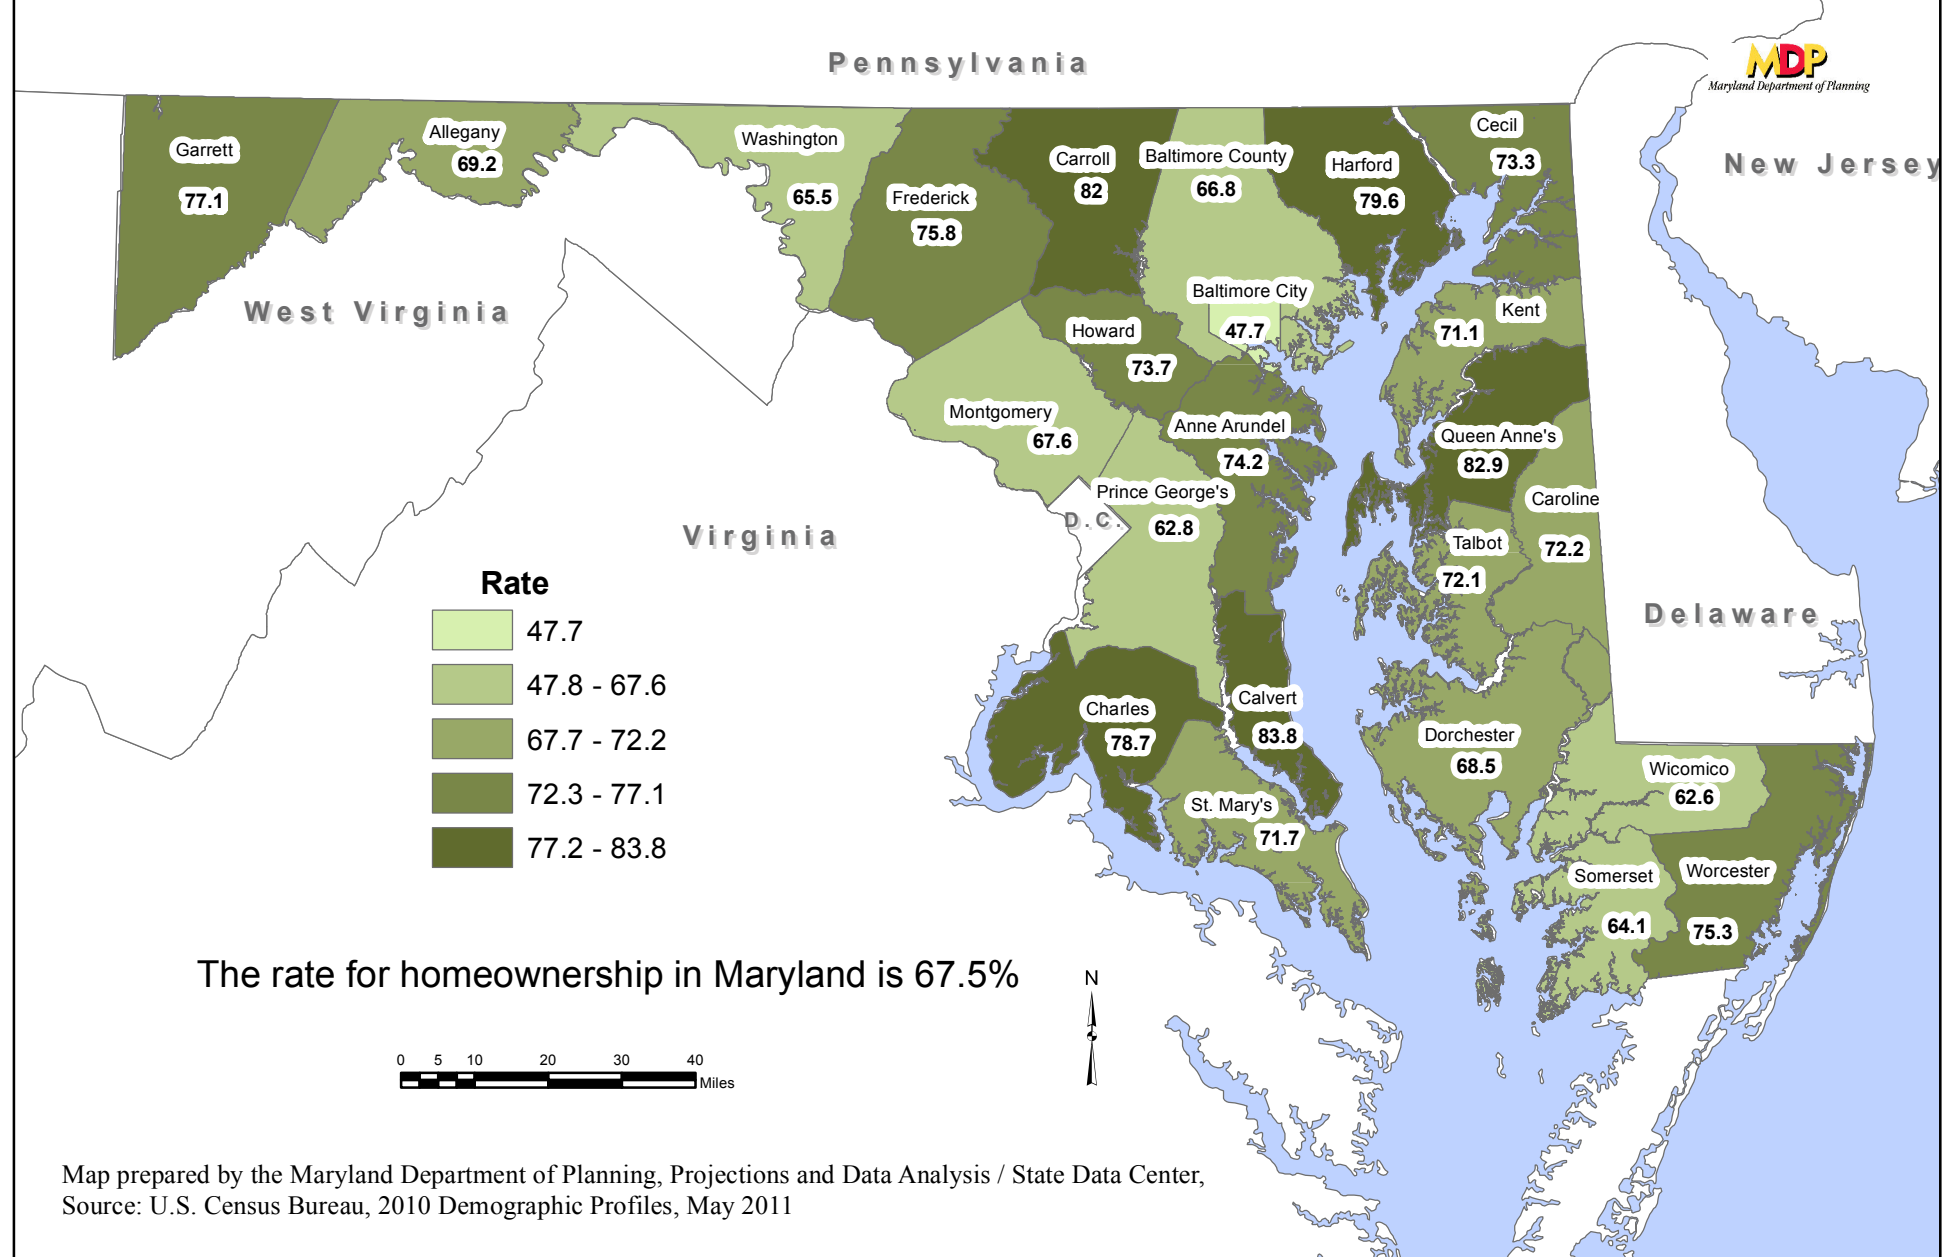 Pennsylvania
MDP
Maryland Department of Planning
New Jersey
Garrett
77.1
Allegany
69.2
Washington
65.5
Frederick
75.8
Carroll
82
Baltimore County
66.8
Harford
79.6
Cecil
73.3
West Virginia
Baltimore City
47.7
Kent
71.1
Howard
73.7
Montgomery
67.6
Anne Arundel
74.2
Queen Anne's
82.9
Prince George's
62.8
D.C.
Caroline
72.2
Virginia
Talbot
72.1
Delaware
Rate
47.7
47.8 - 67.6
67.7 - 72.2
72.3 - 77.1
77.2 - 83.8
Charles
78.7
Calvert
83.8
Dorchester
68.5
Wicomico
62.6
St. Mary's
71.7
Somerset
64.1
Worcester
75.3
The rate for homeownership in Maryland is 67.5%
N
0 5 10 20 30 40
Miles
Map prepared by the Maryland Department of Planning, Projections and Data Analysis / State Data Center,
Source: U.S. Census Bureau, 2010 Demographic Profiles, May 2011